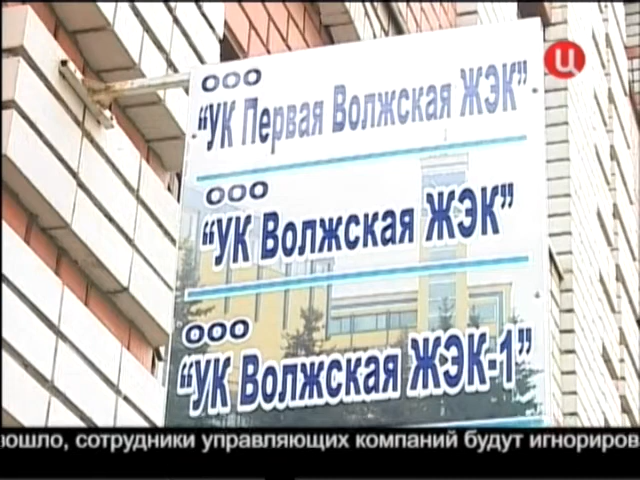 ООО
“УК Первая Волжская ЖЭК”
ООО
“УК Волжская ЖЭК”
ООО
“УК Волжская ЖЭК-1”
Ц
сотрудники управляющих компаний будут